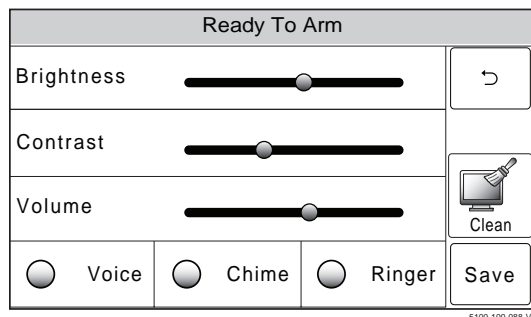 Ready To Arm
Brightness
Contrast
Volume
Clean
Voice
Chime
Ringer
Save